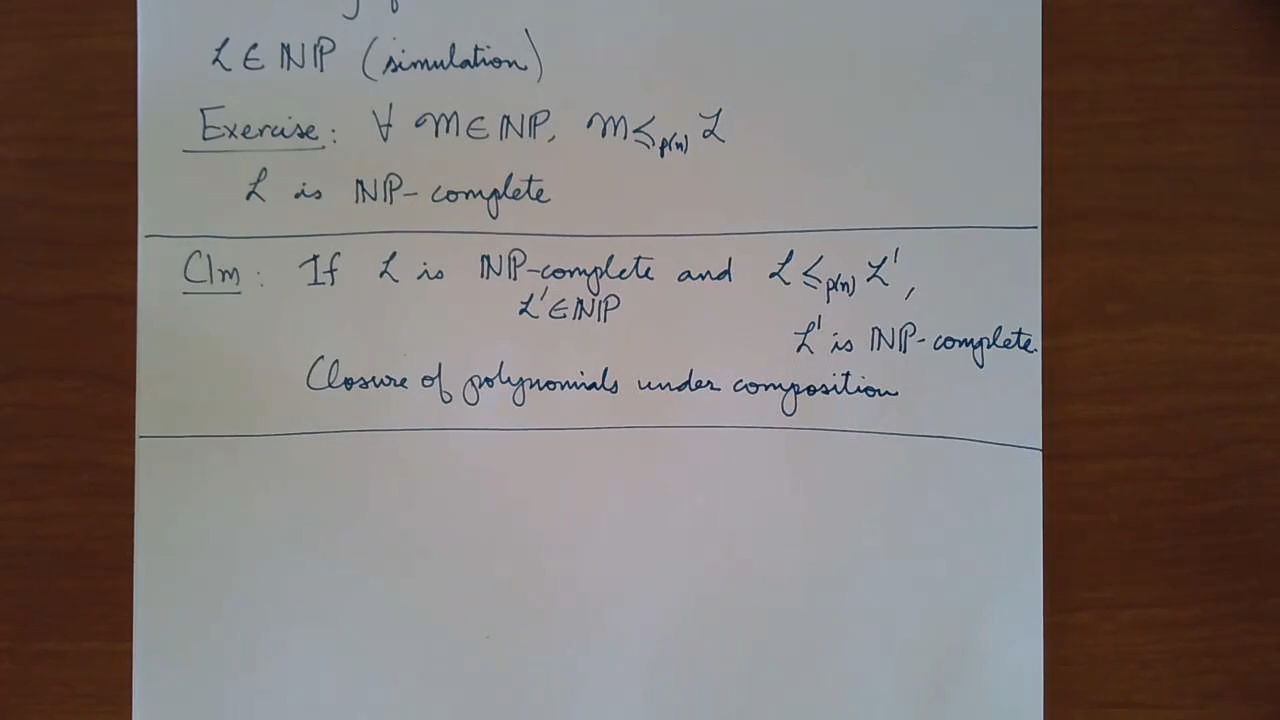 L ∈ NP (simulation)
Exercise: ∀ M ∈ NP, M ≤p(n) L
L is NP-complete
Clm: If L is NP-complete and L ≤p(n) L',
L' ∈ NP
L' is NP-complete.
Closure of polynomials under composition